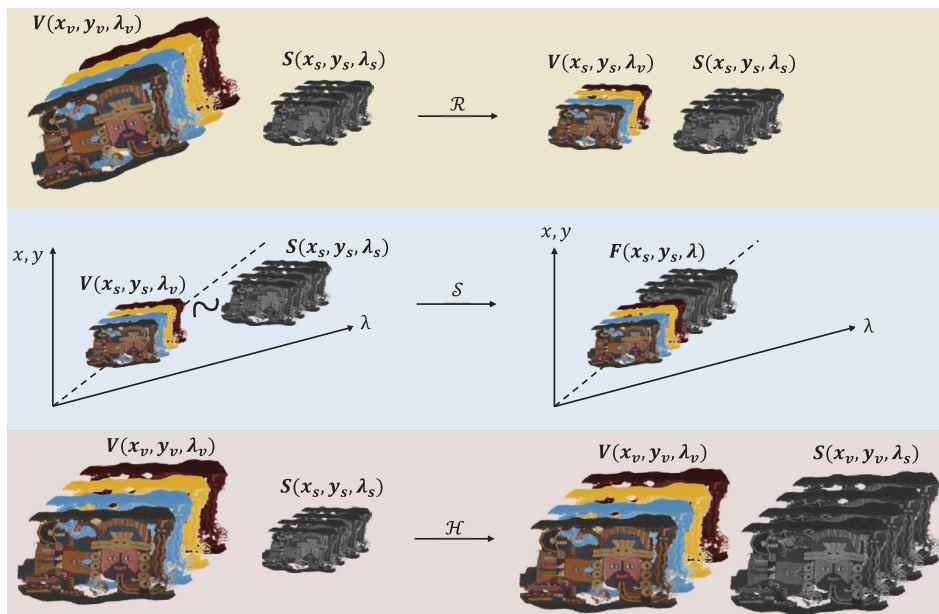 V(x_v, y_v, λ_v)
S(x_s, y_s, λ_s)
ℛ
V(x_s, y_s, λ_v)
S(x_s, y_s, λ_s)
x, y
V(x_s, y_s, λ_v)
S(x_s, y_s, λ_s)
λ
𝒮
x, y
F(x_s, y_s, λ)
λ
V(x_v, y_v, λ_v)
S(x_s, y_s, λ_s)
ℋ
V(x_v, y_v, λ_v)
S(x_v, y_v, λ_s)